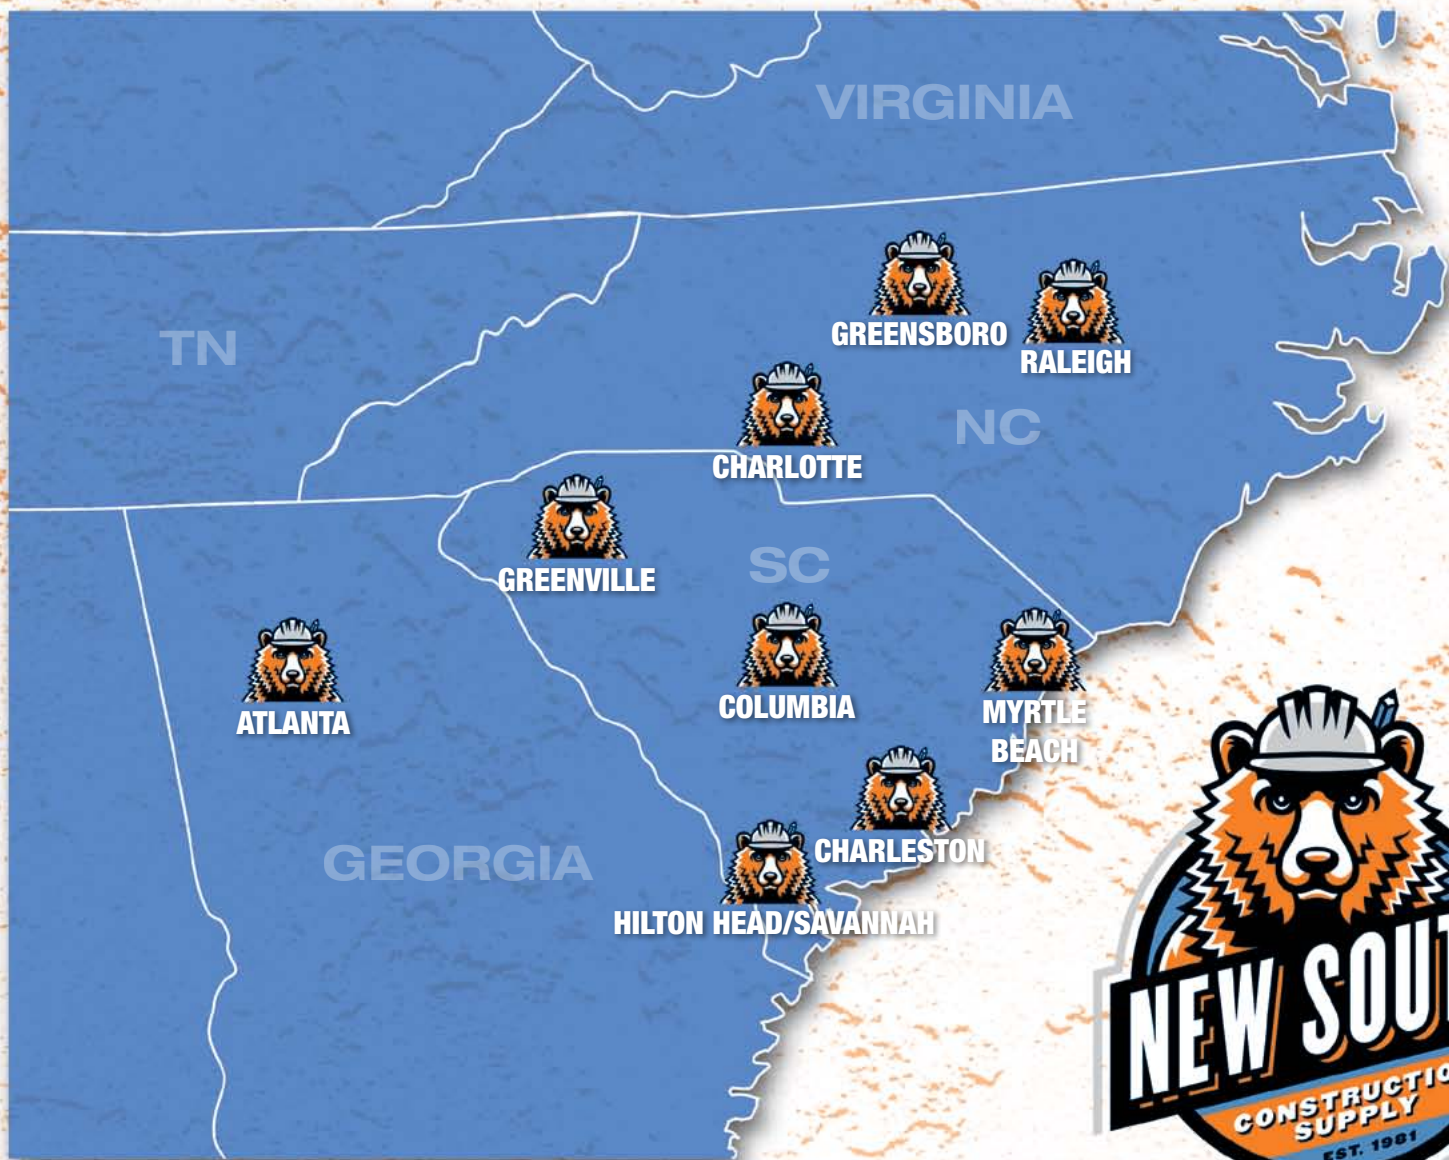 VIRGINIA
TN
GREENSBORO
RALEIGH
NC
CHARLOTTE
GREENVILLE
SC
ATLANTA
COLUMBIA
MYRTLE
BEACH
CHARLESTON
GEORGIA
HILTON HEAD/SAVANNAH
NEW SOUT
CONSTRUCTIO
SUPPLY
EST. 1981